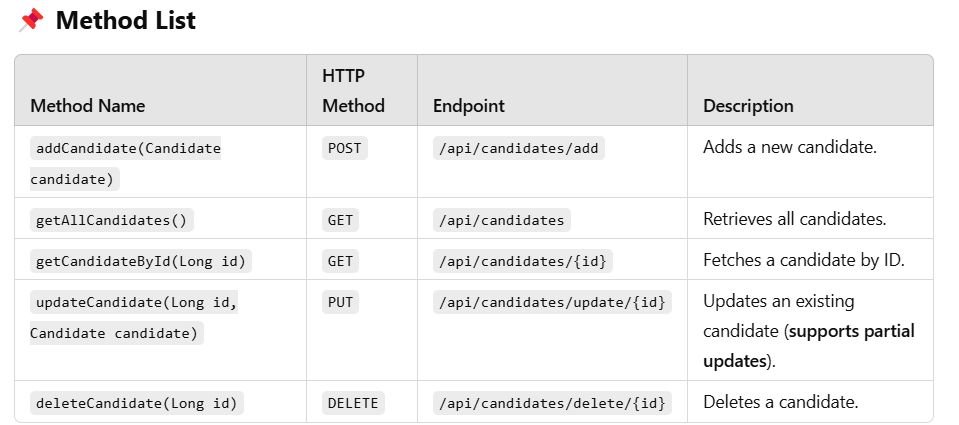 📌 Method List
Method Name
HTTP
Method
Endpoint
Description
addCandidate(Candidate
candidate)
POST
/api/candidates/add
Adds a new candidate.
getAllCandidates()
GET
/api/candidates
Retrieves all candidates.
getCandidateById(Long id)
GET
/api/candidates/{id}
Fetches a candidate by ID.
updateCandidate(Long id,
Candidate candidate)
PUT
/api/candidates/update/{id}
Updates an existing
candidate (supports partial
updates).
deleteCandidate(Long id)
DELETE
/api/candidates/delete/{id}
Deletes a candidate.